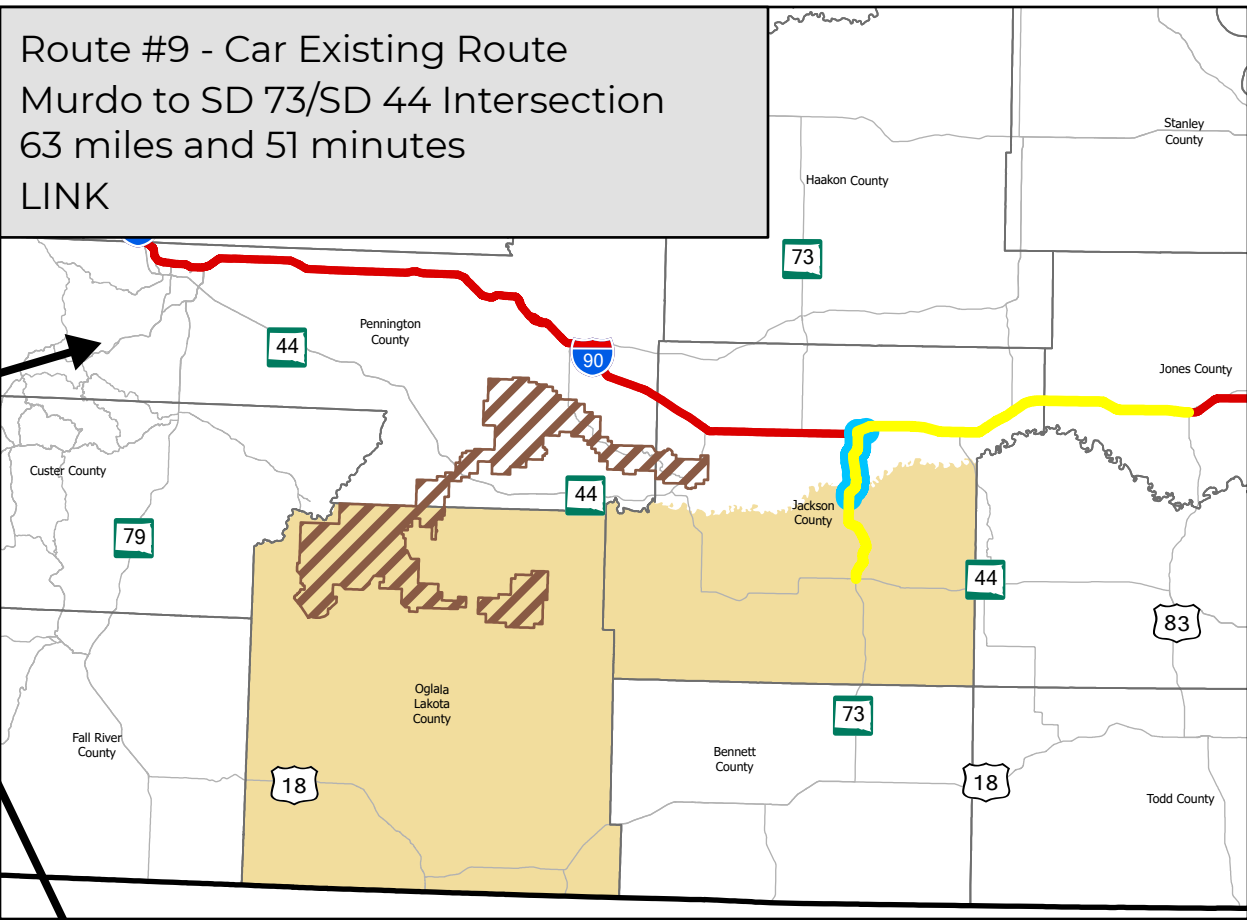 Route #9 - Car Existing Route
Murdo to SD 73/SD 44 Intersection
63 miles and 51 minutes
LINK
Stanley
County
Haakon County
73
Pennington
County
44
90
Jones County
Custer County
44
Jackson
County
79
44
83
Oglala
Lakota
County
73
Fall River
County
Bennett
County
18
18
Todd County